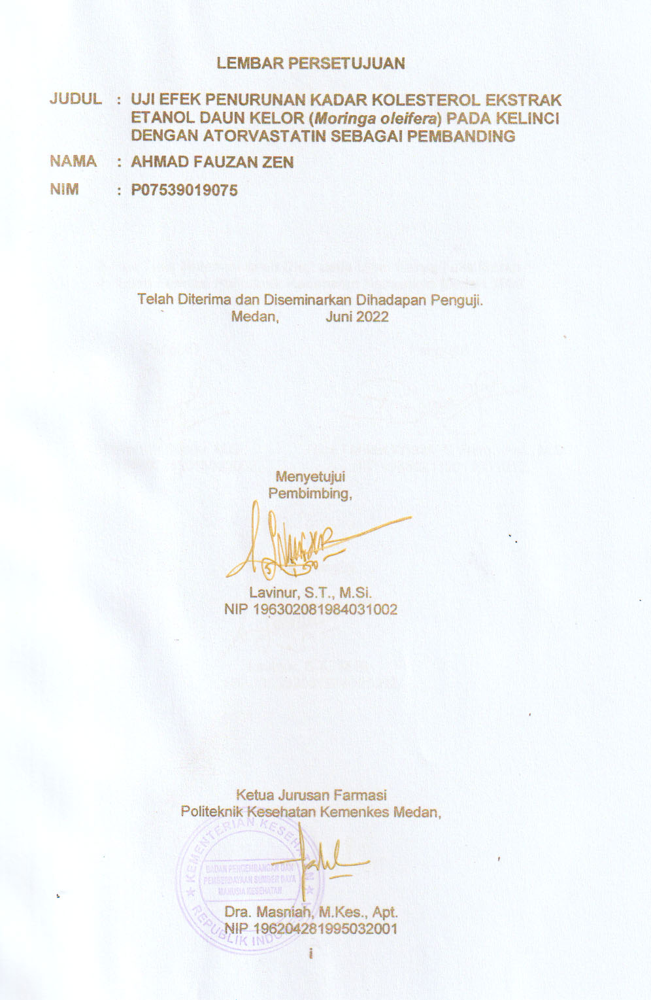 LEMBAR PERSETUJUAN
JUDUL : UJI EFEK PENURUNAN KADAR KOLESTEROL EKSTRAK
ETANOL DAUN KELOR (Moringa oleifera) PADA KELINCI
DENGAN ATORVASTATIN SEBAGAI PEMBANDING
NAMA : AHMAD FAUZAN ZEN
NIM : P07539019075
Telah Diterima dan Diseminarkan Dihadapan Penguji.
Medan, Juni 2022
Menyetujui
Pembimbing,
Lavinur, S.T., M.Si.
NIP 196302081984031002
Ketua Jurusan Farmasi
Politeknik Kesehatan Kemenkes Medan,
KEMENTERIAN KESEHATAN
BADAN PENGEMBANGAN DAN
PEMBERDAYAAN SUMBER DAYA
MANUSIA KESEHATAN
REPUBLIK INDONESIA
Dra. Masniah, M.Kes., Apt.
NIP 196204281995032001
i